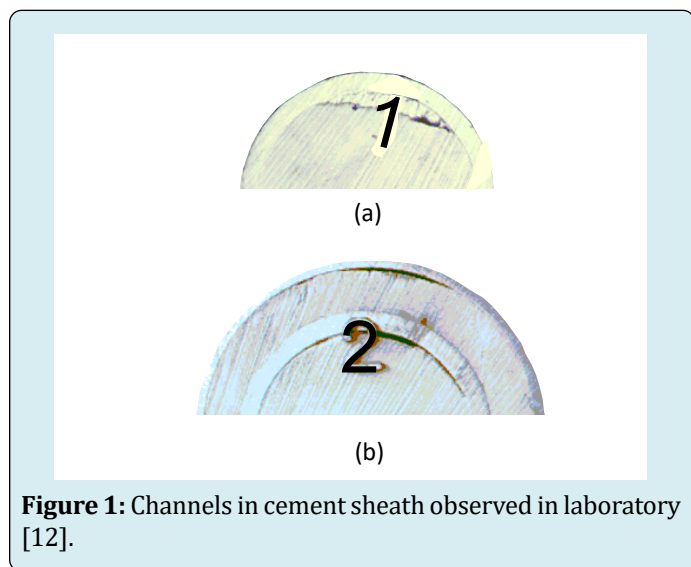 1
(a)
2
(b)
Figure 1: Channels in cement sheath observed in laboratory
[12].